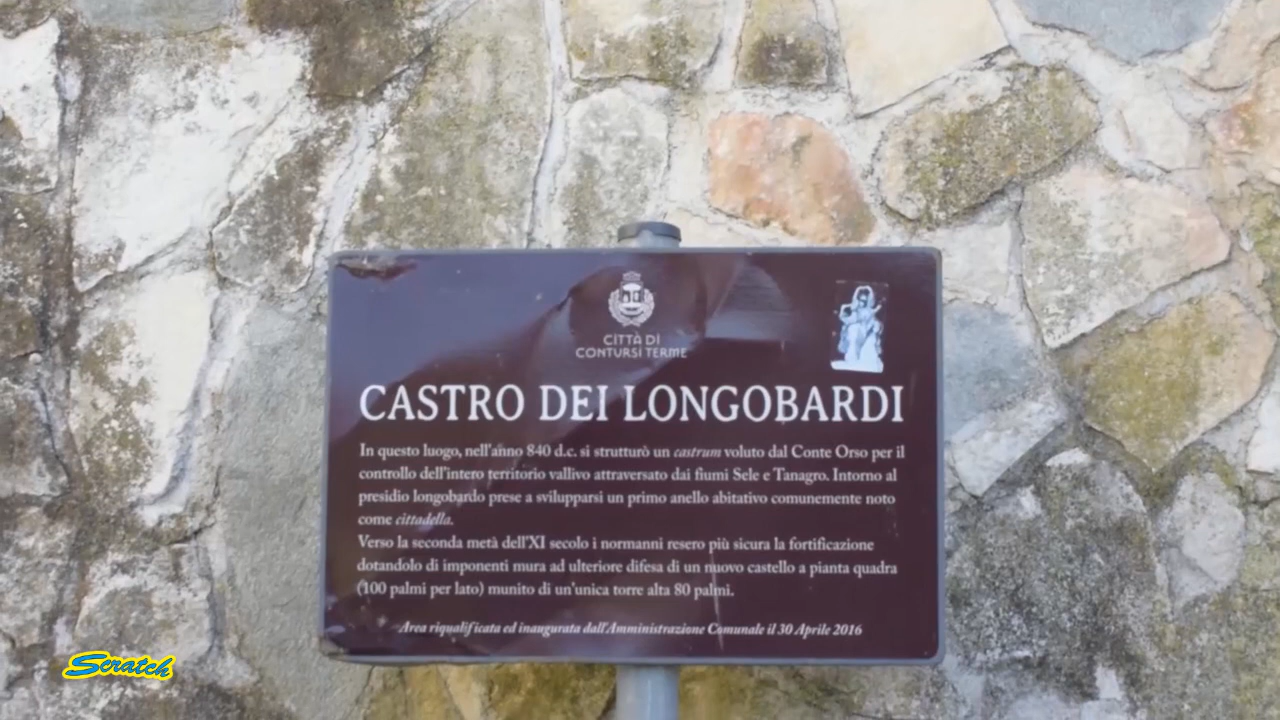 CITTÀ DI
CONTURSI TERME
CASTRO DEI LONGOBARDI
In questo luogo, nell'anno 840 d.c. si strutturò un castrum voluto dal Conte Orso per il
controllo dell'intero territorio vallivo attraversato dai fiumi Sele e Tanagro. Intorno al
presidio longobardo prese a svilupparsi un primo anello abitativo comunemente noto
come cittadella.
Verso la seconda metà dell'XI secolo i normanni resero più sicura la fortificazione
dotandolo di imponenti mura ad ulteriore difesa di un nuovo castello a pianta quadra
(100 palmi per lato) munito di un'unica torre alta 80 palmi.
Area riqualificata ed inaugurata dall'Amministrazione Comunale il 30 Aprile 2016
Scratch